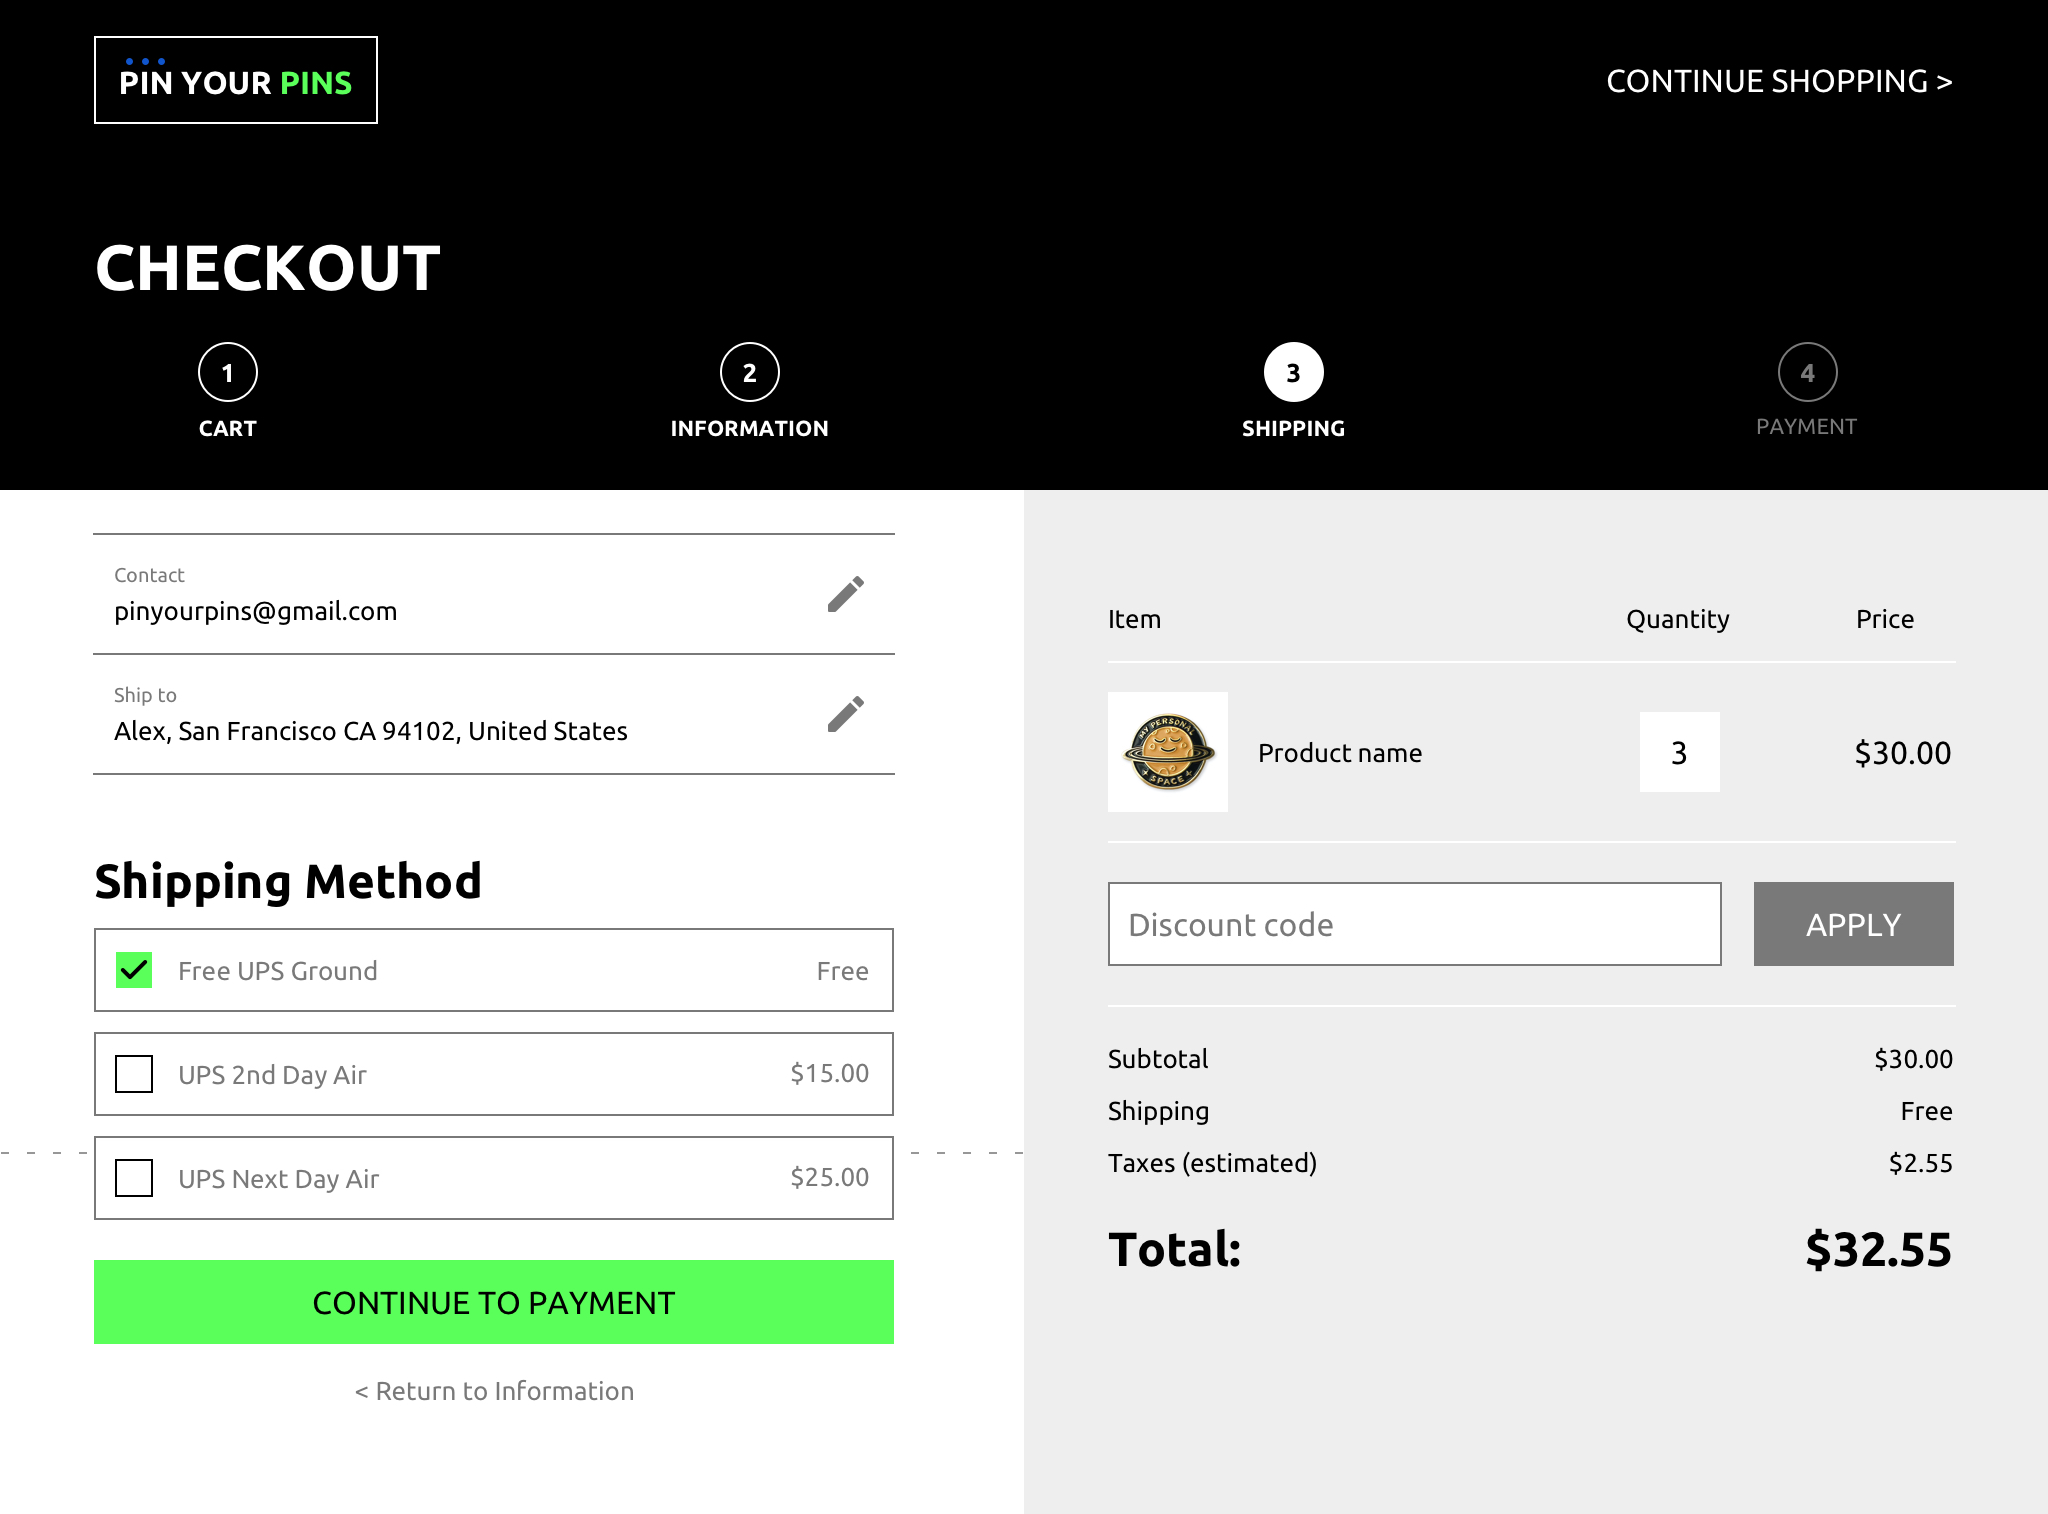 PIN YOUR PINS
CONTINUE SHOPPING >
CHECKOUT
1
CART
2
INFORMATION
3
SHIPPING
4
PAYMENT
Contact
pinyourpins@gmail.com
Ship to
Alex, San Francisco CA 94102, United States
Shipping Method
Free UPS Ground Free
UPS 2nd Day Air $15.00
UPS Next Day Air $25.00
CONTINUE TO PAYMENT
< Return to Information
Item Quantity Price
MY PERSONAL
SPACE
Product name 3 $30.00
Discount code APPLY
Subtotal $30.00
Shipping Free
Taxes (estimated) $2.55
Total: $32.55